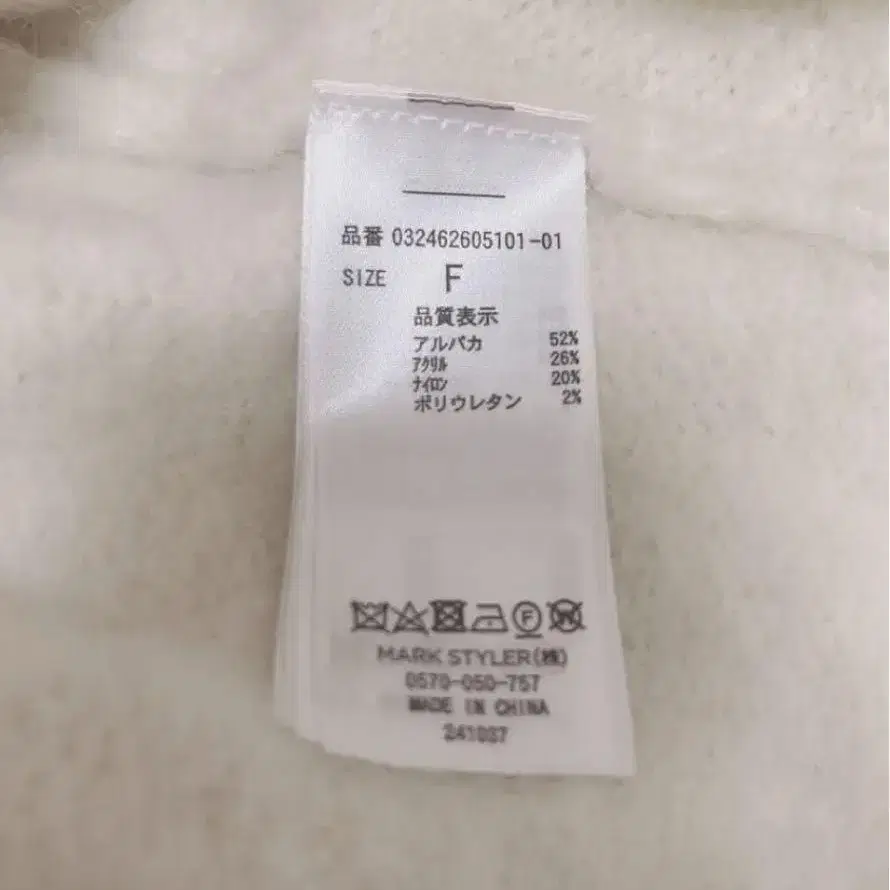 品番 032462605101-01
SIZE F
品質表示
アルパカ 52%
アクリル 26%
ナイロン 20%
ポリウレタン 2%
F W
MARK STYLER(株)
0570-050-757
MADE IN CHINA
241037